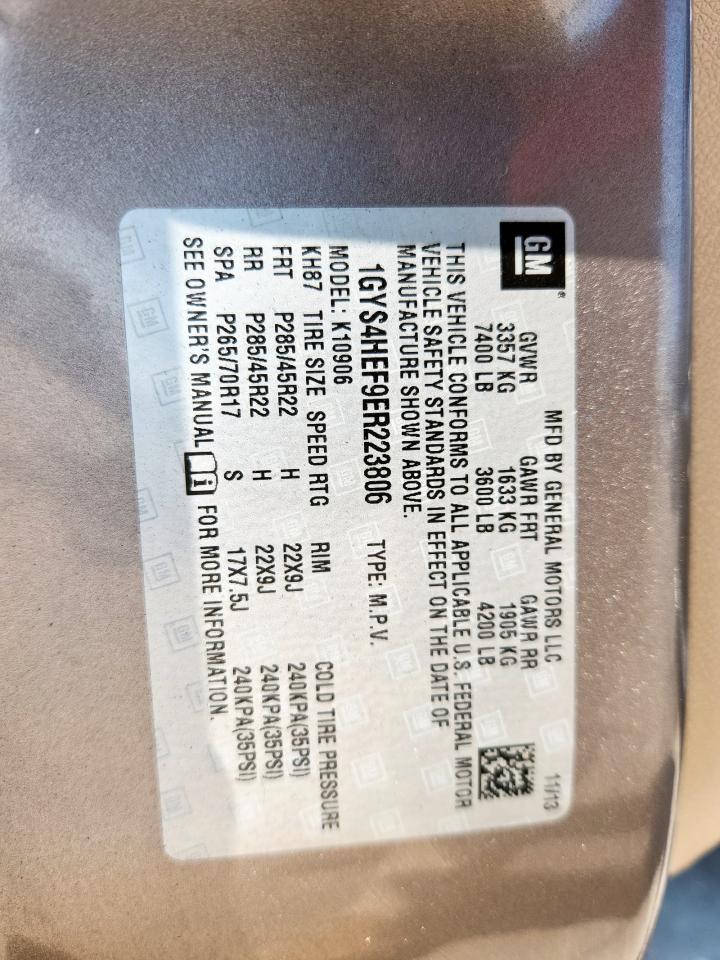 GM®
MFD BY GENERAL MOTORS LLC 11/13
GVWR GAWR FRT GAWR RR
3357 KG 1633 KG 1905 KG
7400 LB 3600 LB 4200 LB
THIS VEHICLE CONFORMS TO ALL APPLICABLE U.S. FEDERAL MOTOR
VEHICLE SAFETY STANDARDS IN EFFECT ON THE DATE OF
MANUFACTURE SHOWN ABOVE.
1GYS4HEF9ER223806 TYPE: M.P.V.
MODEL: K10906
KH87 TIRE SIZE SPEED RTG RIM COLD TIRE PRESSURE
FRT P285/45R22 H 22X9J 240KPA(35PSI)
RR P285/45R22 H 22X9J 240KPA(35PSI)
SPA P265/70R17 S 17X7.5J 240KPA(35PSI)
SEE OWNER'S MANUAL FOR MORE INFORMATION.